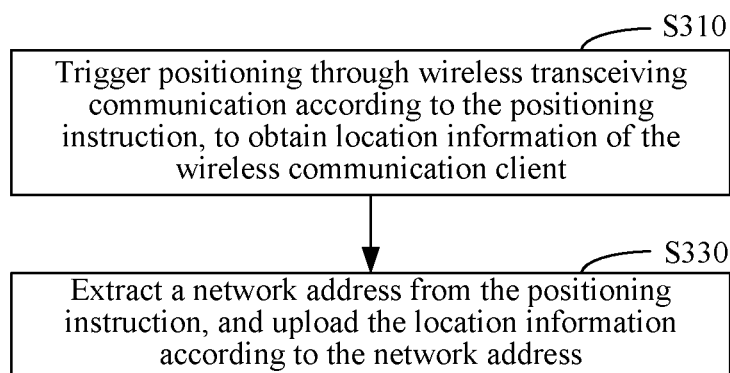 S310
Trigger positioning through wireless transceiving
communication according to the positioning
instruction, to obtain location information of the
wireless communication client
S330
Extract a network address from the positioning
instruction, and upload the location information
according to the network address